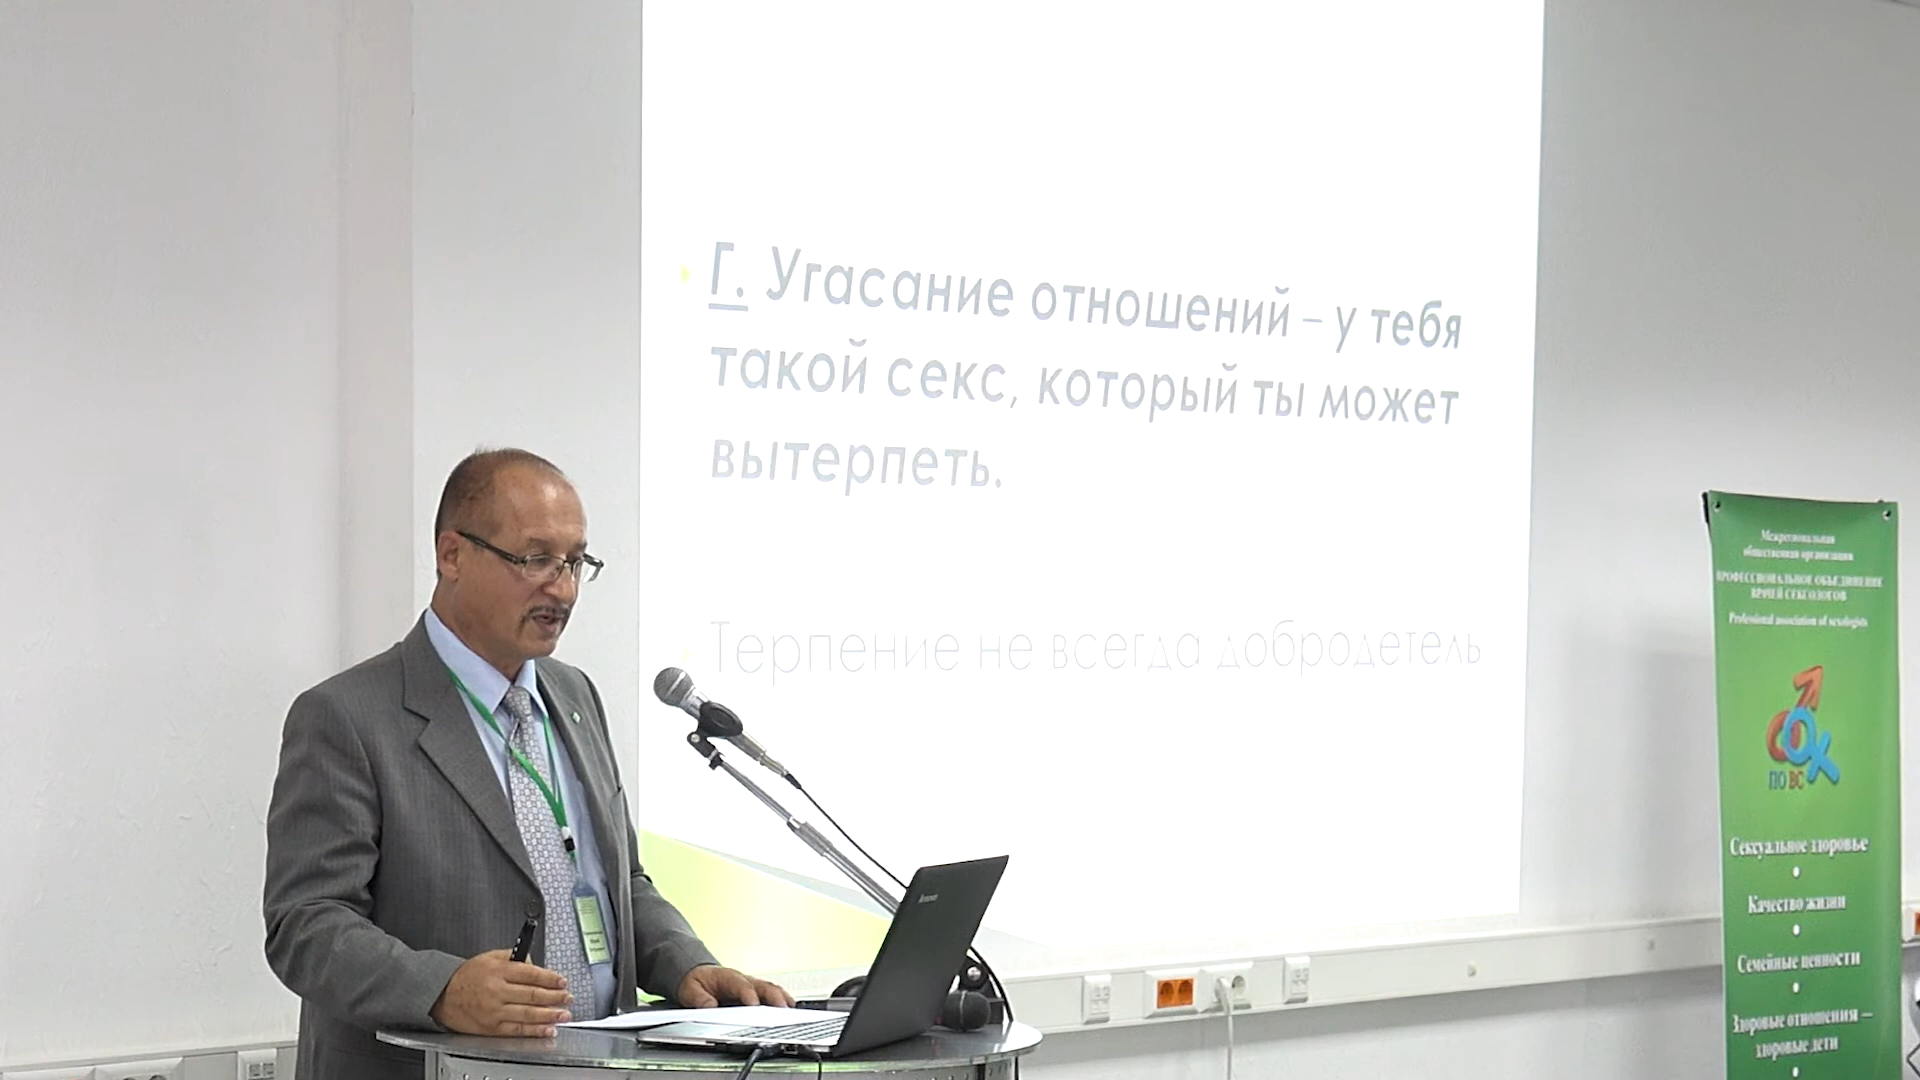 Г. Угасание отношений – у тебя
такой секс, который ты может
вытерпеть.
Терпение не всегда добродетель
Межрегиональная
общественная организация
ПРОФЕССИОНАЛЬНОЕ ОБЪЕДИНЕНИЕ
ВРАЧЕЙ СЕКСОЛОГОВ
Professional association of sexologists
ПО ВС
Сексуальное здоровье
•
Качество жизни
•
Семейные ценности
•
Здоровые отношения —
здоровые дети
•
Lenovo